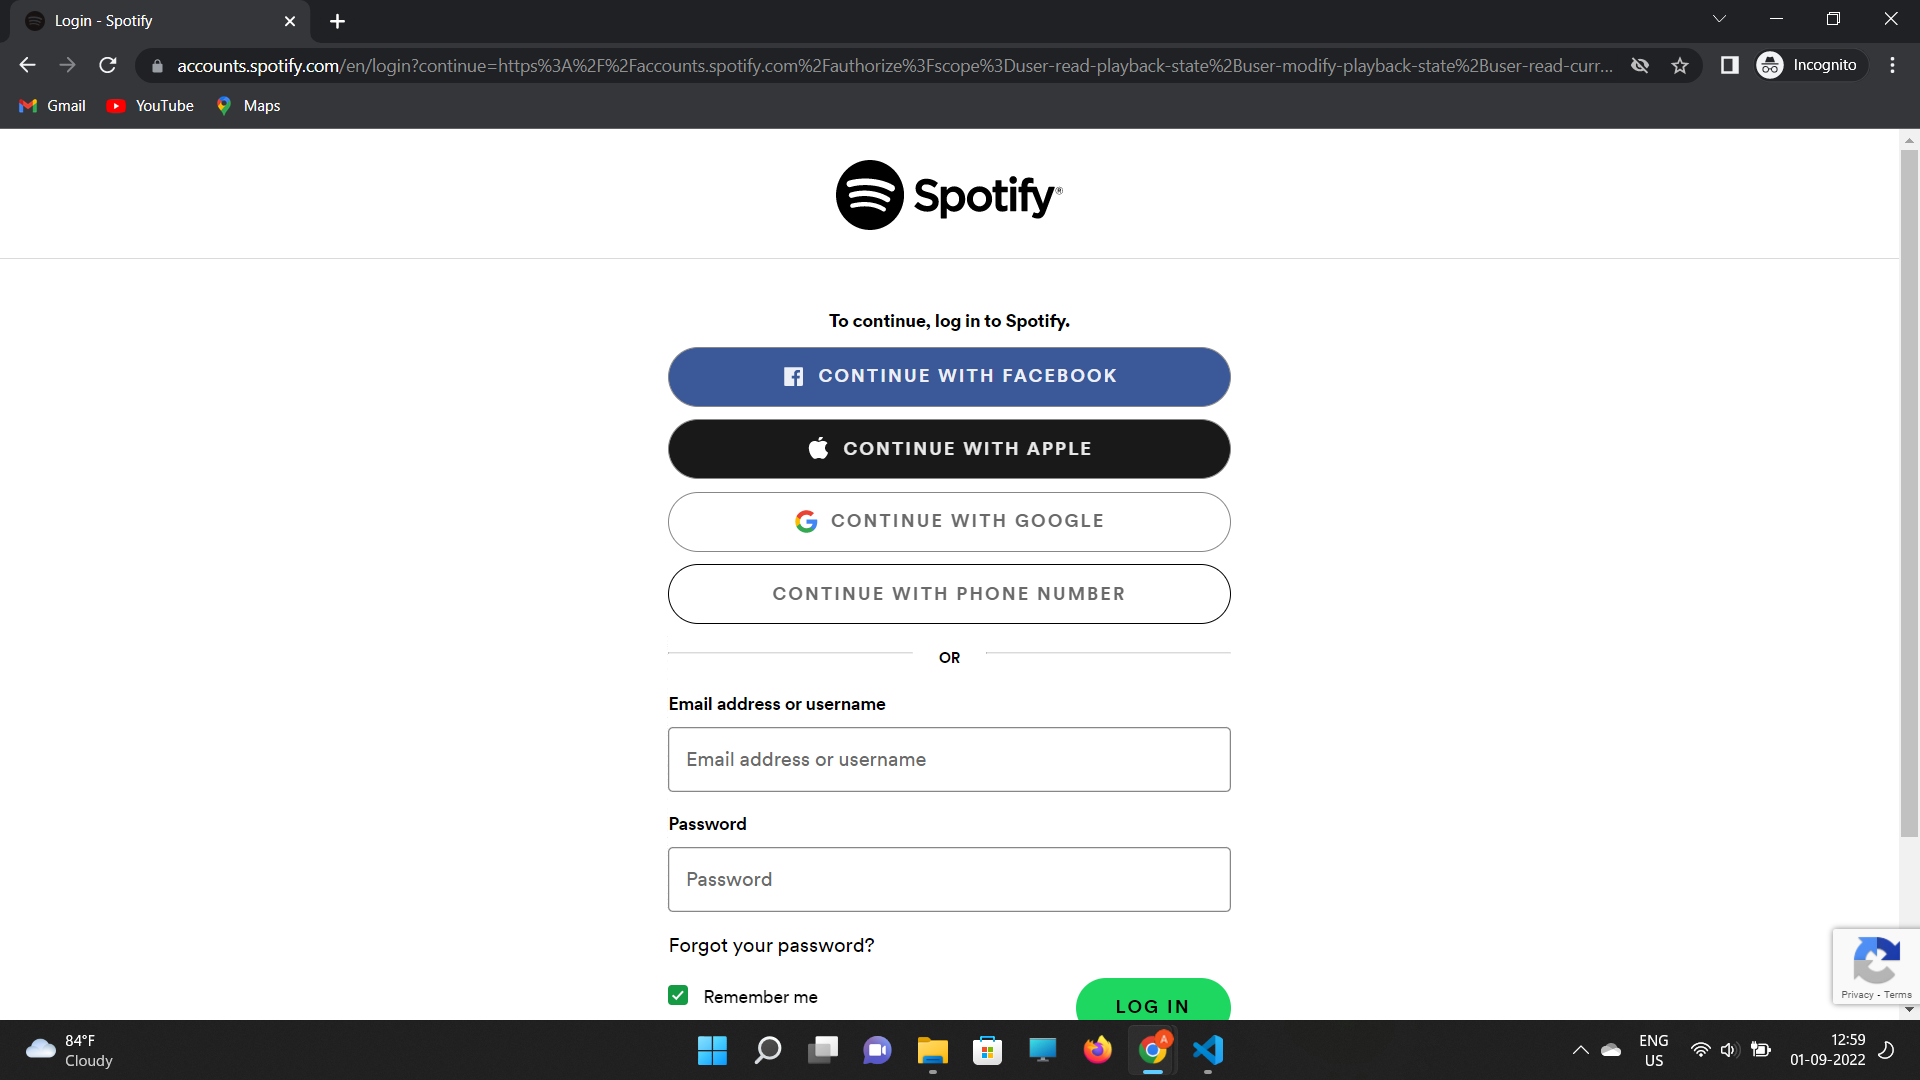 Login - Spotify
accounts.spotify.com/en/login?continue=https%3A%2F%2Faccounts.spotify.com%2Fauthorize%3Fscope%3Duser-read-playback-state%2Buser-modify-playback-state%2Buser-read-curr...
Incognito
Gmail
YouTube
Maps
Spotify®
To continue, log in to Spotify.
CONTINUE WITH FACEBOOK
CONTINUE WITH APPLE
CONTINUE WITH GOOGLE
CONTINUE WITH PHONE NUMBER
OR
Email address or username
Email address or username
Password
Password
Forgot your password?
Remember me
LOG IN
Privacy - Terms
84°F
Cloudy
A
ENG
US
12:59
01-09-2022